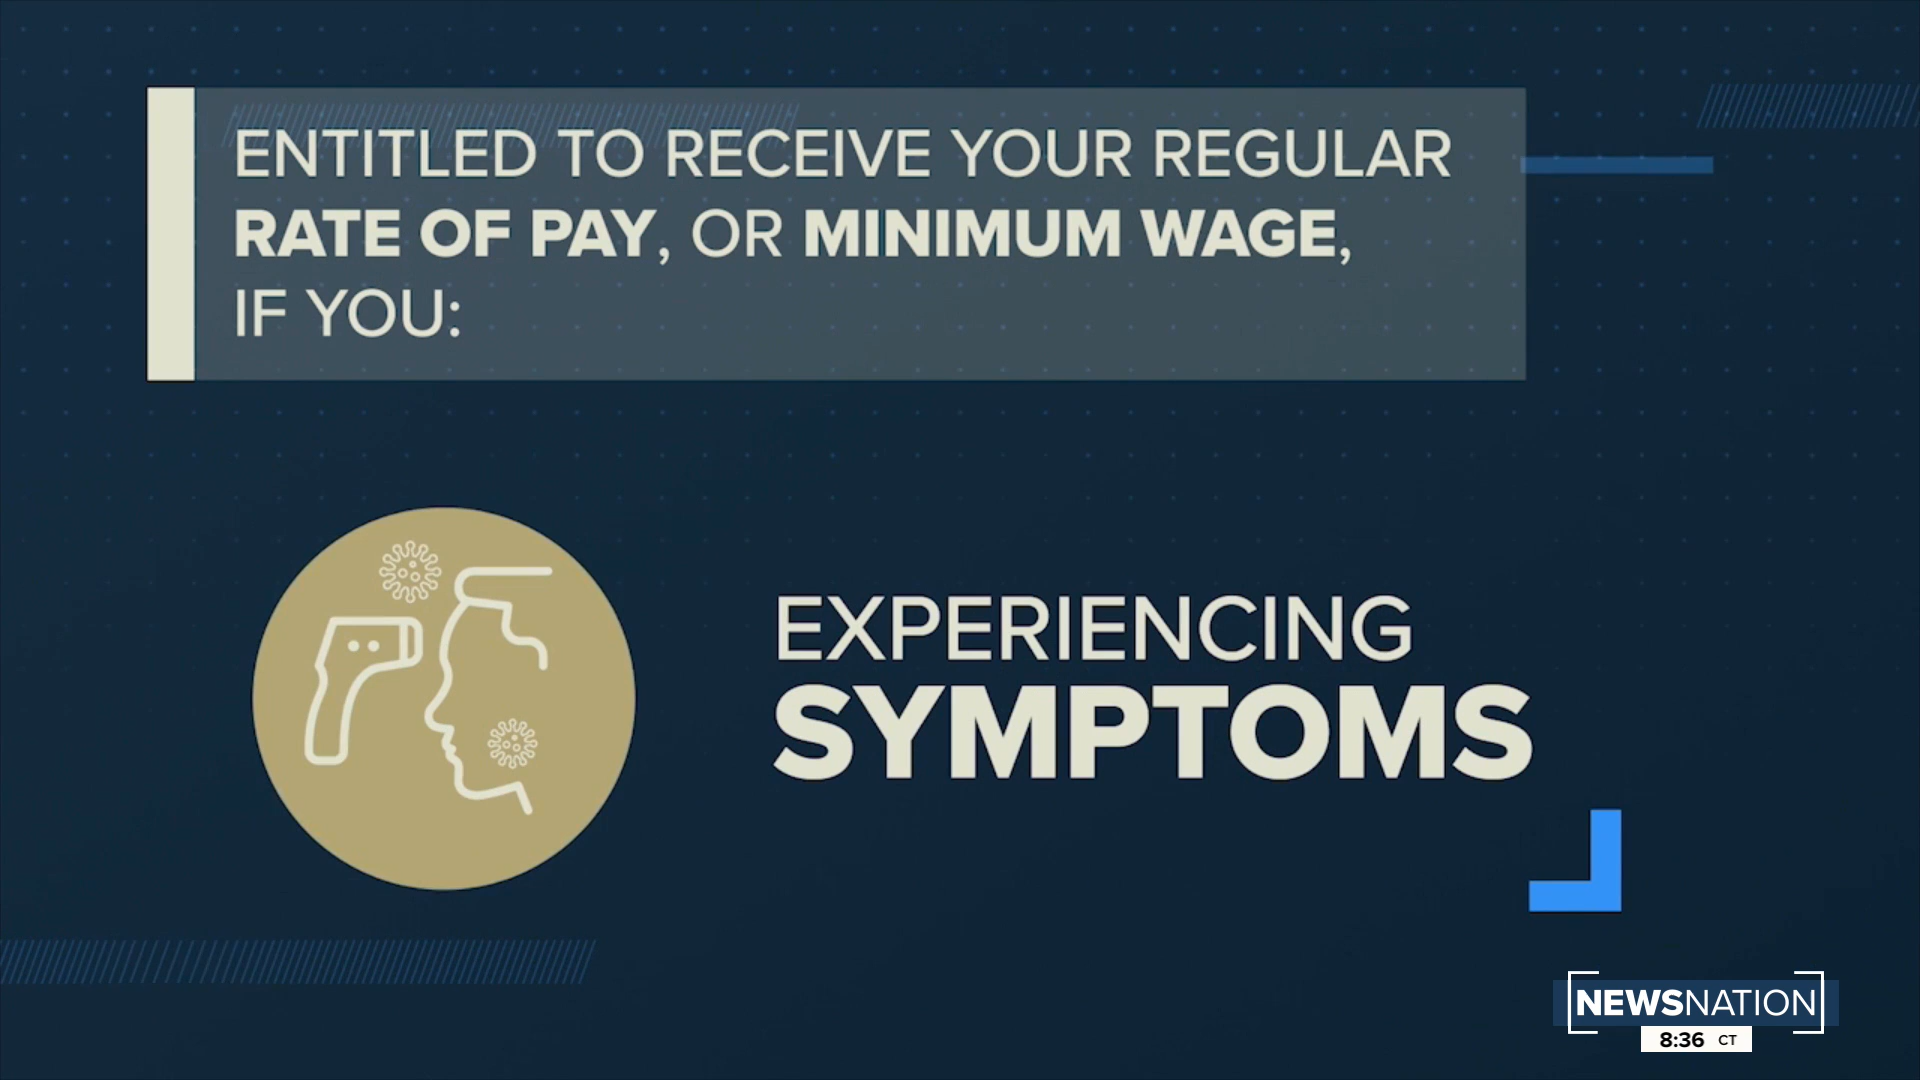 ENTITLED TO RECEIVE YOUR REGULAR
RATE OF PAY, OR MINIMUM WAGE,
IF YOU:
EXPERIENCING
SYMPTOMS
NEWSNATION
8:36 CT